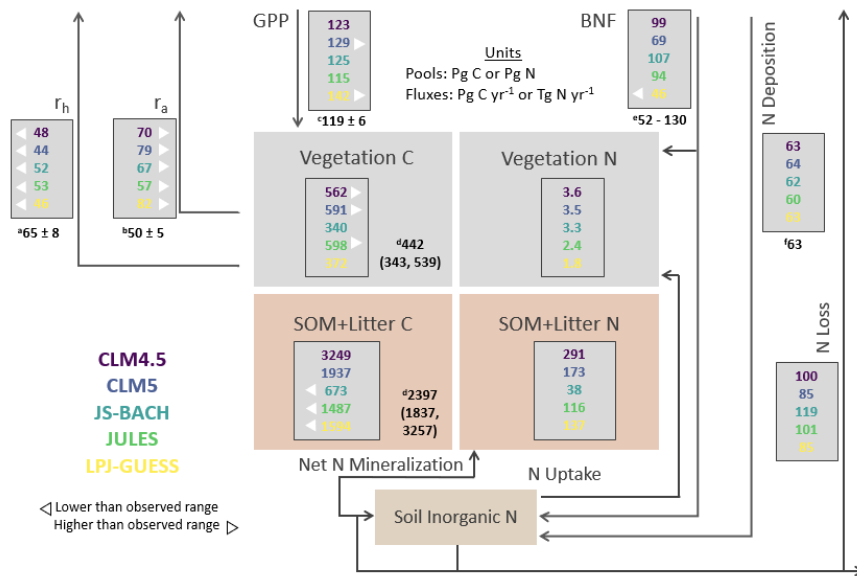 GPP
123
129
125
115
142
ᶜ119 ± 6
Units
Pools: Pg C or Pg N
Fluxes: Pg C yr⁻¹ or Tg N yr⁻¹
BNF
99
69
107
94
46
ᵉ52 - 130
N Deposition
63
64
62
60
63
ᶠ63
rₕ
48
44
52
53
46
ᵃ65 ± 8
rₐ
70
79
67
57
82
ᵇ50 ± 5
Vegetation C
562
591
340
598
377
ᵈ442
(343, 539)
Vegetation N
3.6
3.5
3.3
2.4
1.8
SOM+Litter C
3249
1937
673
1487
1594
ᵈ2397
(1837,
3257)
SOM+Litter N
291
173
38
116
137
N Loss
100
85
119
101
85
CLM4.5
CLM5
JS-BACH
JULES
LPJ-GUESS
Lower than observed range
Higher than observed range
Net N Mineralization
N Uptake
Soil Inorganic N